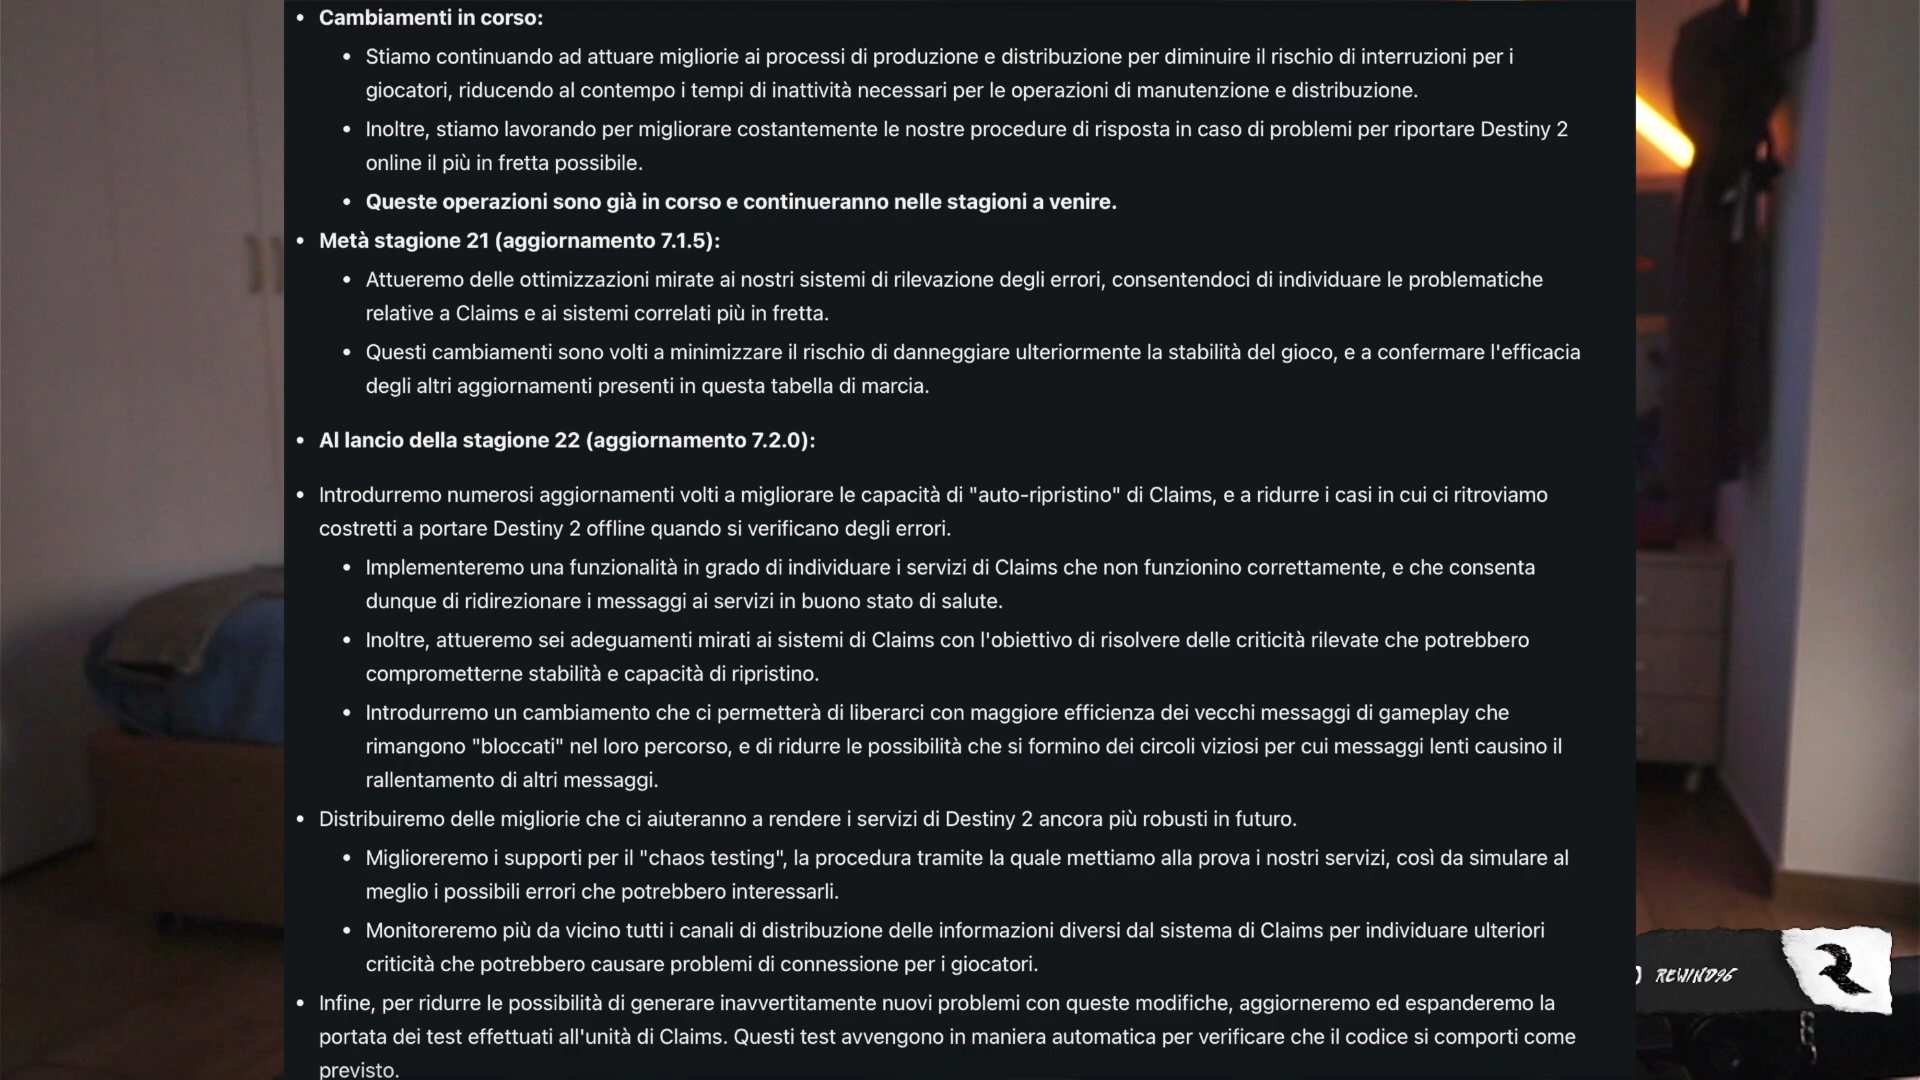 • Cambiamenti in corso:
• Stiamo continuando ad attuare migliorie ai processi di produzione e distribuzione per diminuire il rischio di interruzioni per i
giocatori, riducendo al contempo i tempi di inattività necessari per le operazioni di manutenzione e distribuzione.
• Inoltre, stiamo lavorando per migliorare costantemente le nostre procedure di risposta in caso di problemi per riportare Destiny 2
online il più in fretta possibile.
• Queste operazioni sono già in corso e continueranno nelle stagioni a venire.
• Metà stagione 21 (aggiornamento 7.1.5):
• Attueremo delle ottimizzazioni mirate ai nostri sistemi di rilevazione degli errori, consentendoci di individuare le problematiche
relative a Claims e ai sistemi correlati più in fretta.
• Questi cambiamenti sono volti a minimizzare il rischio di danneggiare ulteriormente la stabilità del gioco, e a confermare l'efficacia
degli altri aggiornamenti presenti in questa tabella di marcia.
• Al lancio della stagione 22 (aggiornamento 7.2.0):
• Introdurremo numerosi aggiornamenti volti a migliorare le capacità di "auto-ripristino" di Claims, e a ridurre i casi in cui ci ritroviamo
costretti a portare Destiny 2 offline quando si verificano degli errori.
• Implementeremo una funzionalità in grado di individuare i servizi di Claims che non funzionino correttamente, e che consenta
dunque di ridirezionare i messaggi ai servizi in buono stato di salute.
• Inoltre, attueremo sei adeguamenti mirati ai sistemi di Claims con l'obiettivo di risolvere delle criticità rilevate che potrebbero
comprometterne stabilità e capacità di ripristino.
• Introdurremo un cambiamento che ci permetterà di liberarci con maggiore efficienza dei vecchi messaggi di gameplay che
rimangono "bloccati" nel loro percorso, e di ridurre le possibilità che si formino dei circoli viziosi per cui messaggi lenti causino il
rallentamento di altri messaggi.
• Distribuiremo delle migliorie che ci aiuteranno a rendere i servizi di Destiny 2 ancora più robusti in futuro.
• Miglioreremo i supporti per il "chaos testing", la procedura tramite la quale mettiamo alla prova i nostri servizi, così da simulare al
meglio i possibili errori che potrebbero interessarli.
• Monitoreremo più da vicino tutti i canali di distribuzione delle informazioni diversi dal sistema di Claims per individuare ulteriori
criticità che potrebbero causare problemi di connessione per i giocatori.
• Infine, per ridurre le possibilità di generare inavvertitamente nuovi problemi con queste modifiche, aggiorneremo ed espanderemo la
portata dei test effettuati all'unità di Claims. Questi test avvengono in maniera automatica per verificare che il codice si comporti come
previsto.
REWIND96